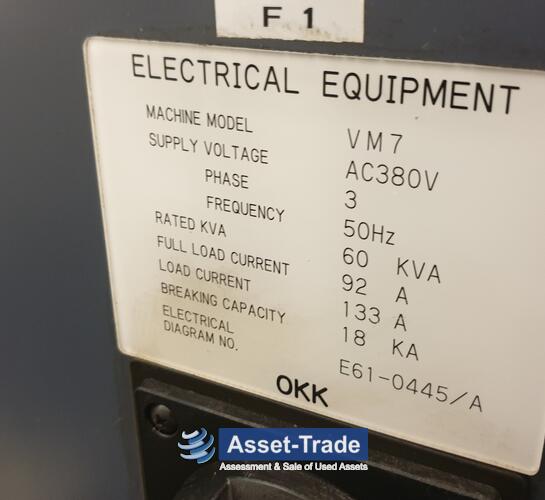 F 1
ELECTRICAL EQUIPMENT
MACHINE MODEL VM7
SUPPLY VOLTAGE AC380V
PHASE 3
FREQUENCY 50Hz
RATED KVA 60 KVA
FULL LOAD CURRENT 92 A
LOAD CURRENT 133 A
BREAKING CAPACITY 18 KA
ELECTRICAL
DIAGRAM NO. E61-0445/A
OKK
Asset-Trade
Assessment & Sale of Used Assets